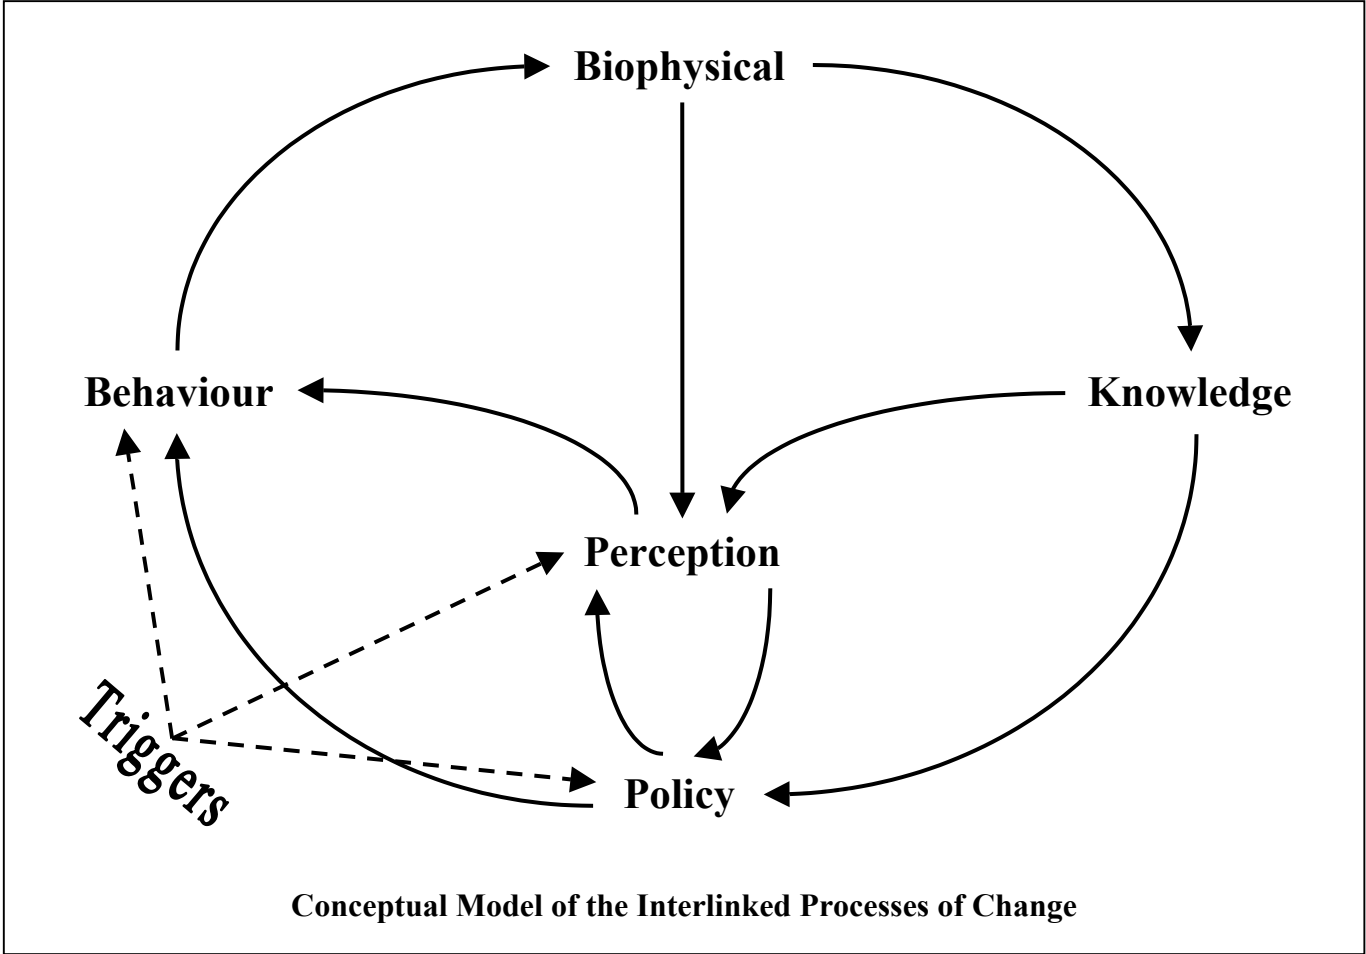 Biophysical
Behaviour
Knowledge
Perception
Triggers
Policy
Conceptual Model of the Interlinked Processes of Change